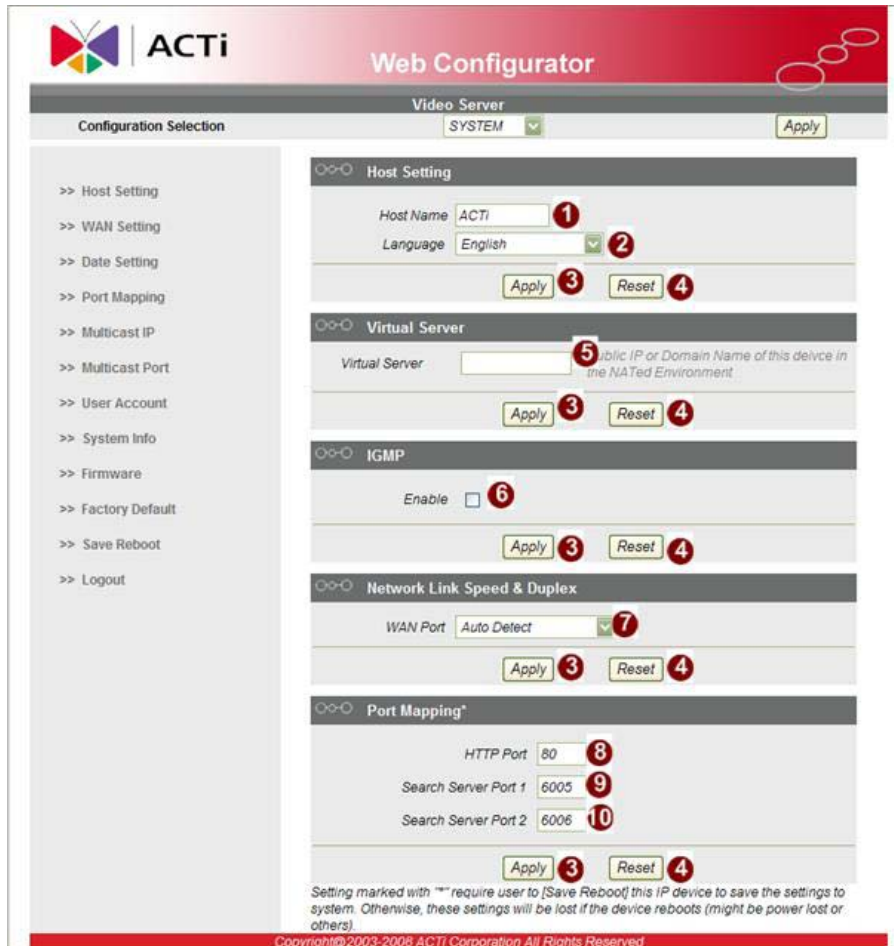 ACTi
Web Configurator
Video Server
Configuration Selection SYSTEM Apply
>> Host Setting
>> WAN Setting
>> Date Setting
>> Port Mapping
>> Multicast IP
>> Multicast Port
>> User Account
>> System Info
>> Firmware
>> Factory Default
>> Save Reboot
>> Logout
Host Setting
Host Name ACTi 1
Language English 2
Apply 3 Reset 4
Virtual Server
Virtual Server 5 Public IP or Domain Name of this deivce in
the NATed Environment
Apply 3 Reset 4
IGMP
Enable 6
Apply 3 Reset 4
Network Link Speed & Duplex
WAN Port Auto Detect 7
Apply 3 Reset 4
Port Mapping*
HTTP Port 80 8
Search Server Port 1 6005 9
Search Server Port 2 6006 10
Apply 3 Reset 4
Setting marked with "*" require user to [Save Reboot] this IP device to save the settings to
system. Otherwise, these settings will be lost if the device reboots (might be power lost or
others).
Copyright@2003-2008 ACTi Corporation All Rights Reserved